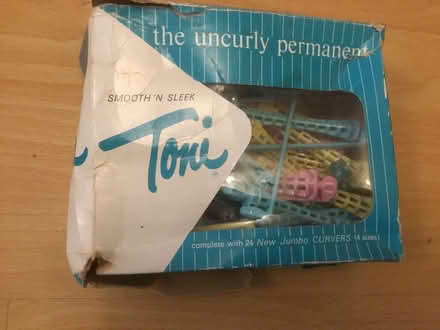 the uncurly permanent
SMOOTH 'N SLEEK
Toni
complete with 24 New Jumbo CURVERS (4 sizes)